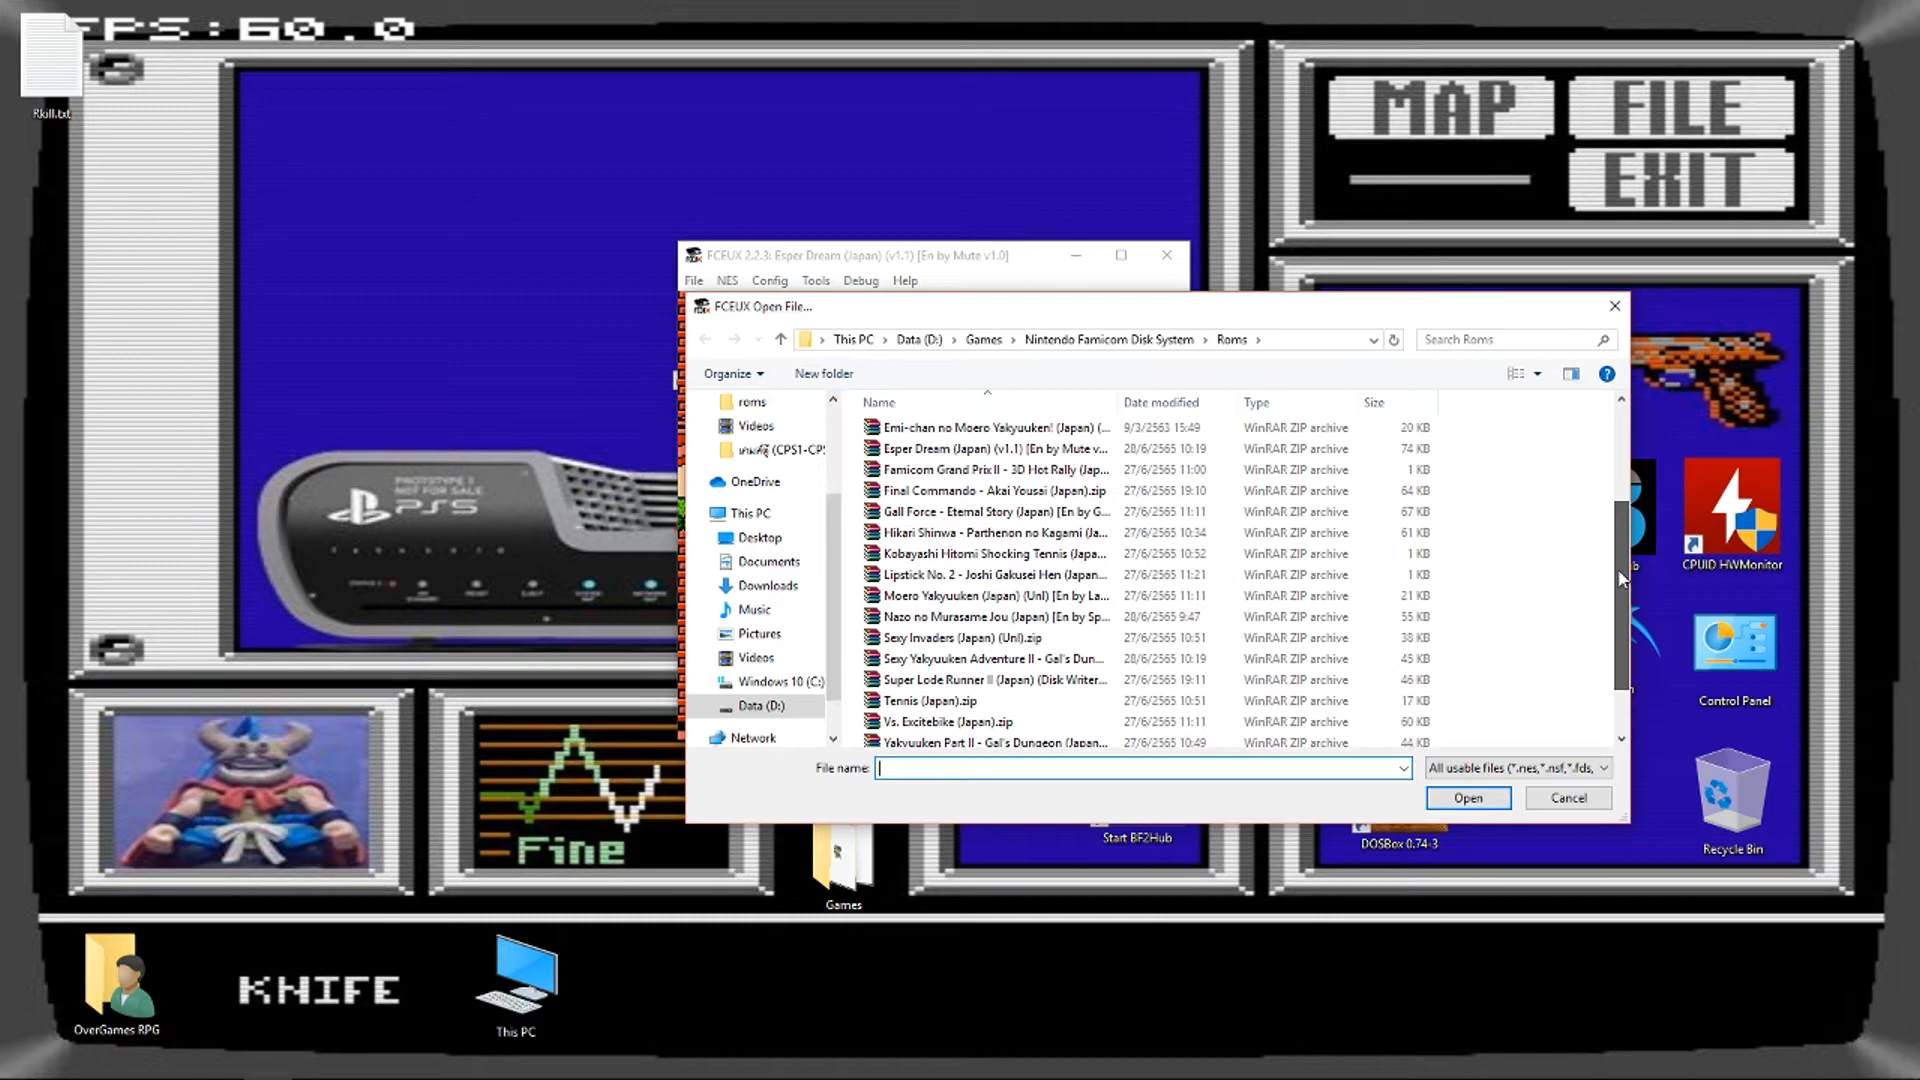 FPS:60.0
Rkill.txt
MAP
FILE
EXIT
PROTOTYPE 1
NOT FOR SALE
PS5
FCEUX 2.2.3: Esper Dream (Japan) (v1.1) [En by Mute v1.0]
File NES Config Tools Debug Help
FCEUX Open File...
This PC > Data (D:) > Games > Nintendo Famicom Disk System > Roms >
Search Roms
Organize
New folder
roms
Videos
เกมส์ตู้ (CPS1-CPS
OneDrive
This PC
Desktop
Documents
Downloads
Music
Pictures
Videos
Windows 10 (C:)
Data (D:)
Network
Name Date modified Type Size
Emi-chan no Moero Yakyuuken! (Japan) (... 9/3/2563 15:49 WinRAR ZIP archive 20 KB
Esper Dream (Japan) (v1.1) [En by Mute v... 28/6/2565 10:19 WinRAR ZIP archive 74 KB
Famicom Grand Prix II - 3D Hot Rally (Jap... 27/6/2565 11:00 WinRAR ZIP archive 1 KB
Final Commando - Akai Yousai (Japan).zip 27/6/2565 19:10 WinRAR ZIP archive 64 KB
Gall Force - Eternal Story (Japan) [En by G... 27/6/2565 11:11 WinRAR ZIP archive 67 KB
Hikari Shinwa - Parthenon no Kagami (Ja... 27/6/2565 10:34 WinRAR ZIP archive 61 KB
Kobayashi Hitomi Shocking Tennis (Japa... 27/6/2565 10:52 WinRAR ZIP archive 1 KB
Lipstick No. 2 - Joshi Gakusei Hen (Japan... 27/6/2565 11:21 WinRAR ZIP archive 1 KB
Moero Yakyuuken (Japan) (Unl) [En by La... 27/6/2565 11:11 WinRAR ZIP archive 21 KB
Nazo no Murasame Jou (Japan) [En by Sp... 28/6/2565 9:47 WinRAR ZIP archive 55 KB
Sexy Invaders (Japan) (Unl).zip 27/6/2565 10:51 WinRAR ZIP archive 38 KB
Sexy Yakyuuken Adventure II - Gal's Dun... 28/6/2565 10:19 WinRAR ZIP archive 45 KB
Super Lode Runner II (Japan) (Disk Writer... 27/6/2565 19:11 WinRAR ZIP archive 46 KB
Tennis (Japan).zip 27/6/2565 10:51 WinRAR ZIP archive 17 KB
Vs. Excitebike (Japan).zip 27/6/2565 11:11 WinRAR ZIP archive 60 KB
Yakyuuken Part II - Gal's Dungeon (Japan... 27/6/2565 10:49 WinRAR ZIP archive 44 KB
File name:
All usable files (*.nes,*.nsf,*.fds,
Open
Cancel
CPUID HWMonitor
Control Panel
Recycle Bin
Start BF2Hub
DOSBox 0.74-3
Fine
Games
OverGames RPG
KNIFE
This PC